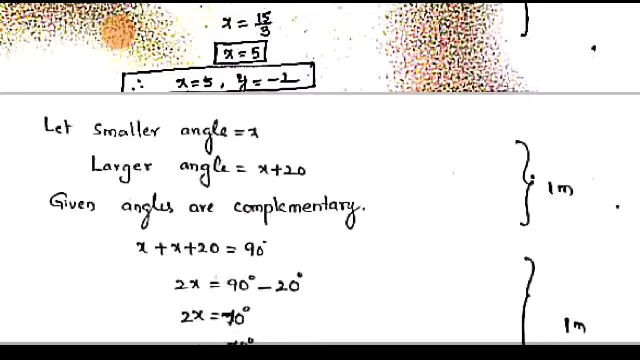 x = 15/3
x = 5
∴ x = 5, y = -2
Let smaller angle = x
Larger angle = x+20
Given angles are complementary.
1m
x + x + 20 = 90°
2x = 90° - 20°
2x = 70°
1m